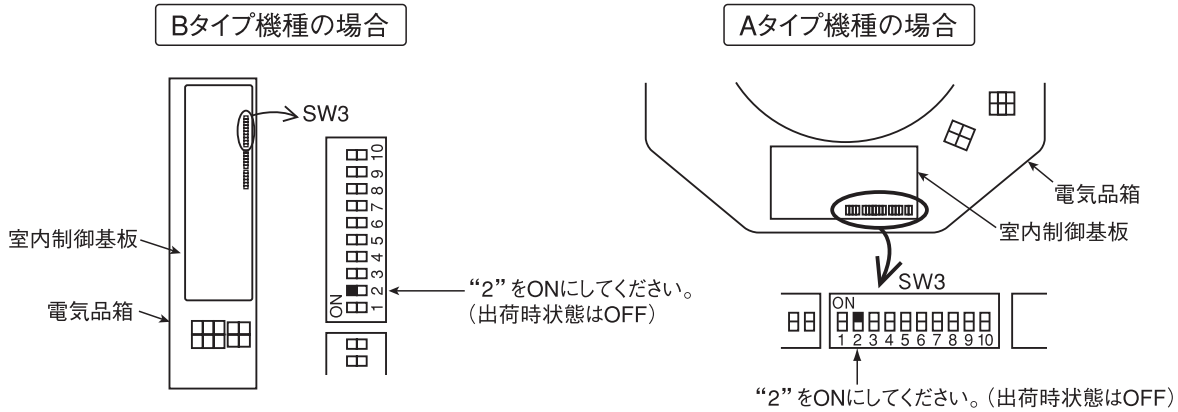 Bタイプ機種の場合
SW3
10
9
8
7
6
5
4
3
2
1
ON
室内制御基板
電気品箱
“2”をONにしてください。
（出荷時状態はOFF）
Aタイプ機種の場合
電気品箱
室内制御基板
SW3
ON
1 2 3 4 5 6 7 8 9 10
“2”をONにしてください。（出荷時状態はOFF）